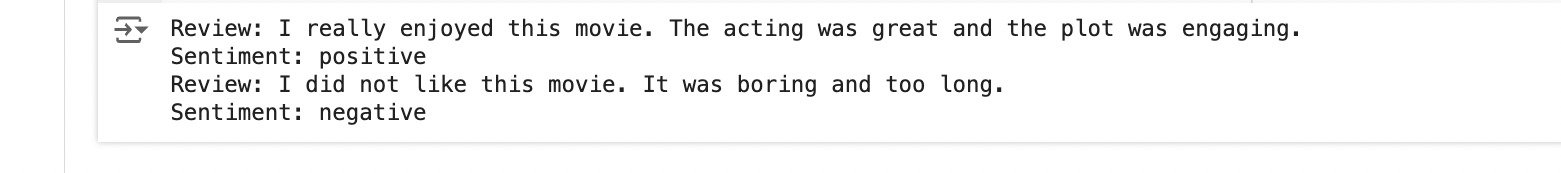 Review: I really enjoyed this movie. The acting was great and the plot was engaging.
Sentiment: positive
Review: I did not like this movie. It was boring and too long.
Sentiment: negative